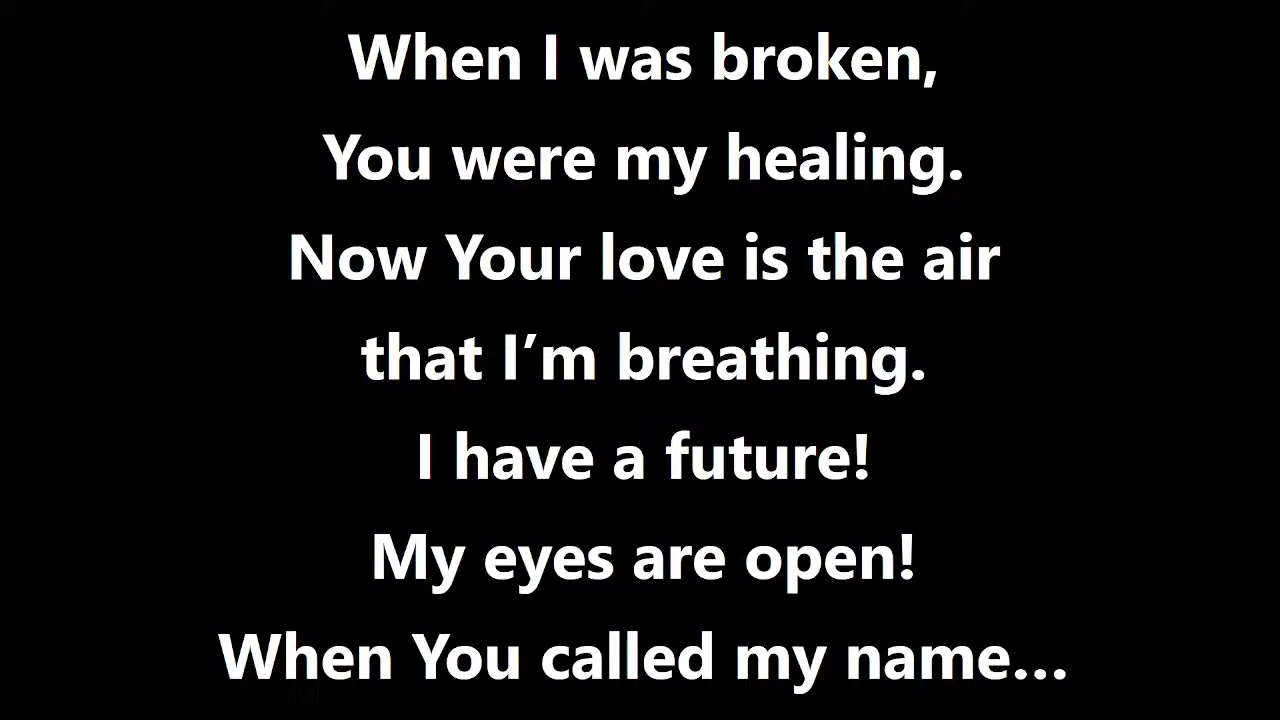 When I was broken,
You were my healing.
Now Your love is the air
that I’m breathing.
I have a future!
My eyes are open!
When You called my name…